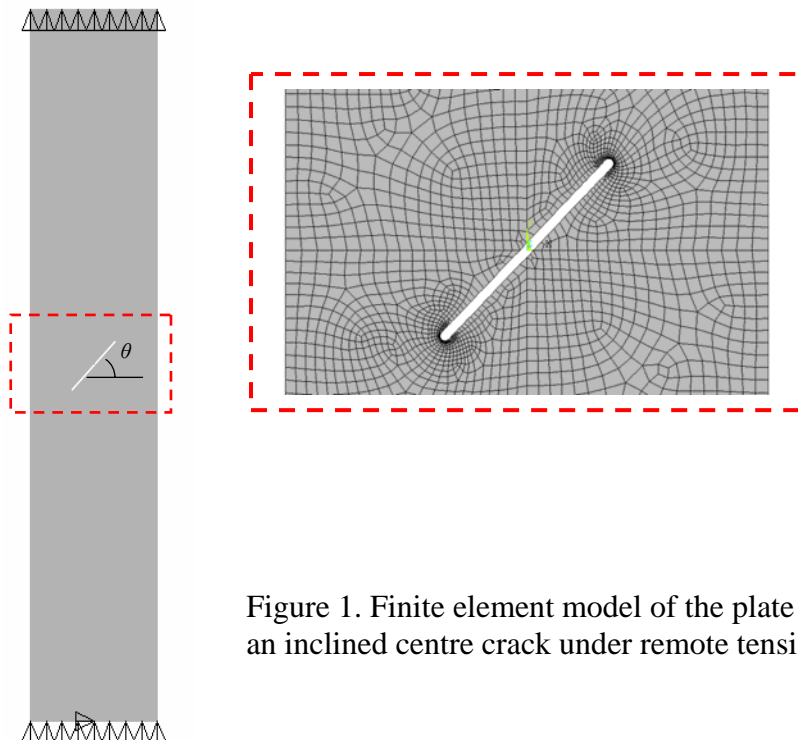 θ
Figure 1. Finite element model of the plate
an inclined centre crack under remote tensi